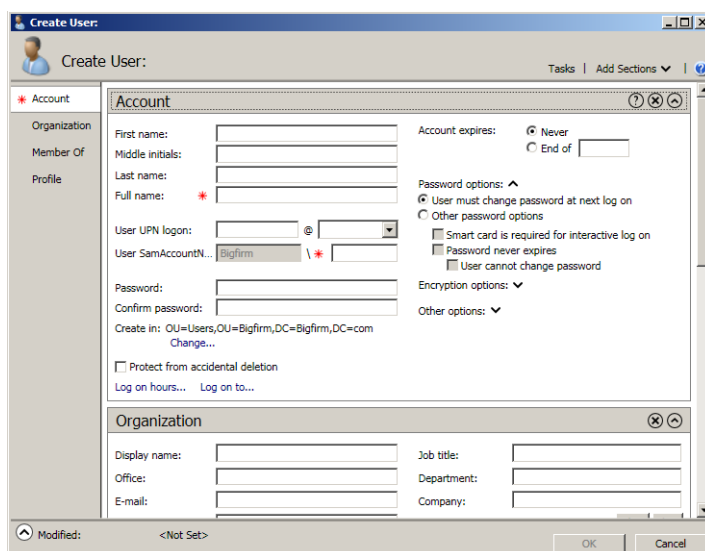 Create User:
Create User:
Tasks | Add Sections |
Account
Organization
Member Of
Profile
Account
First name:
Middle initials:
Last name:
Full name: *
User UPN logon: @
User SamAccountN... Bigfirm \ *
Password:
Confirm password:
Create in: OU=Users,OU=Bigfirm,DC=Bigfirm,DC=com
Change...
Protect from accidental deletion
Log on hours... Log on to...
Account expires: Never
End of
Password options:
User must change password at next log on
Other password options
Smart card is required for interactive log on
Password never expires
User cannot change password
Encryption options:
Other options:
Organization
Display name:
Office:
E-mail:
Job title:
Department:
Company:
Modified: <Not Set>
OK Cancel